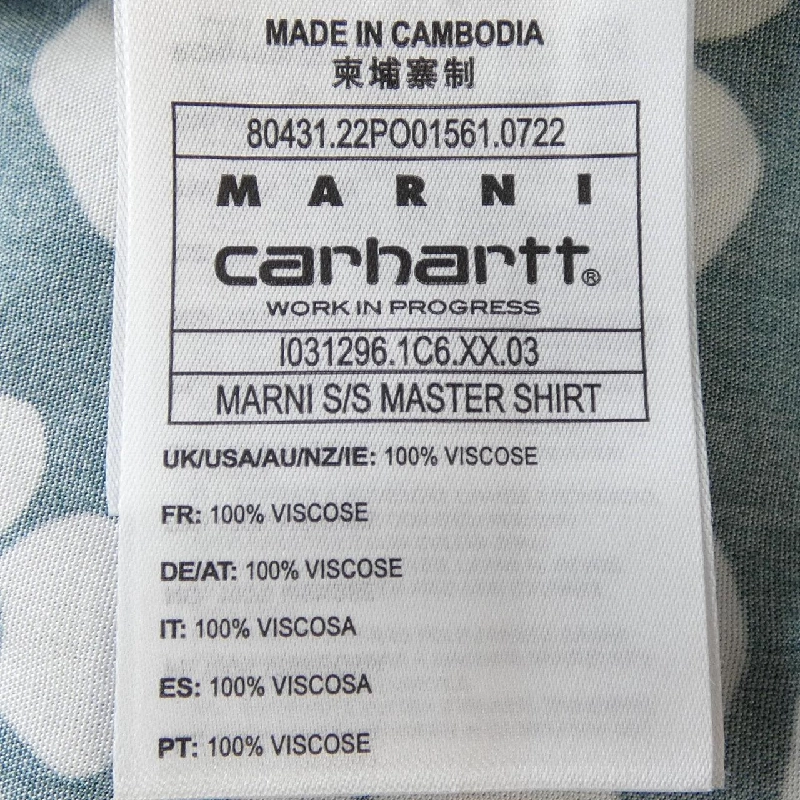 MADE IN CAMBODIA
柬埔寨制
80431.22PO01561.0722
MARNI
carhartt®
WORK IN PROGRESS
I031296.1C6.XX.03
MARNI S/S MASTER SHIRT
UK/USA/AU/NZ/IE: 100% VISCOSE
FR: 100% VISCOSE
DE/AT: 100% VISCOSE
IT: 100% VISCOSA
ES: 100% VISCOSA
PT: 100% VISCOSE